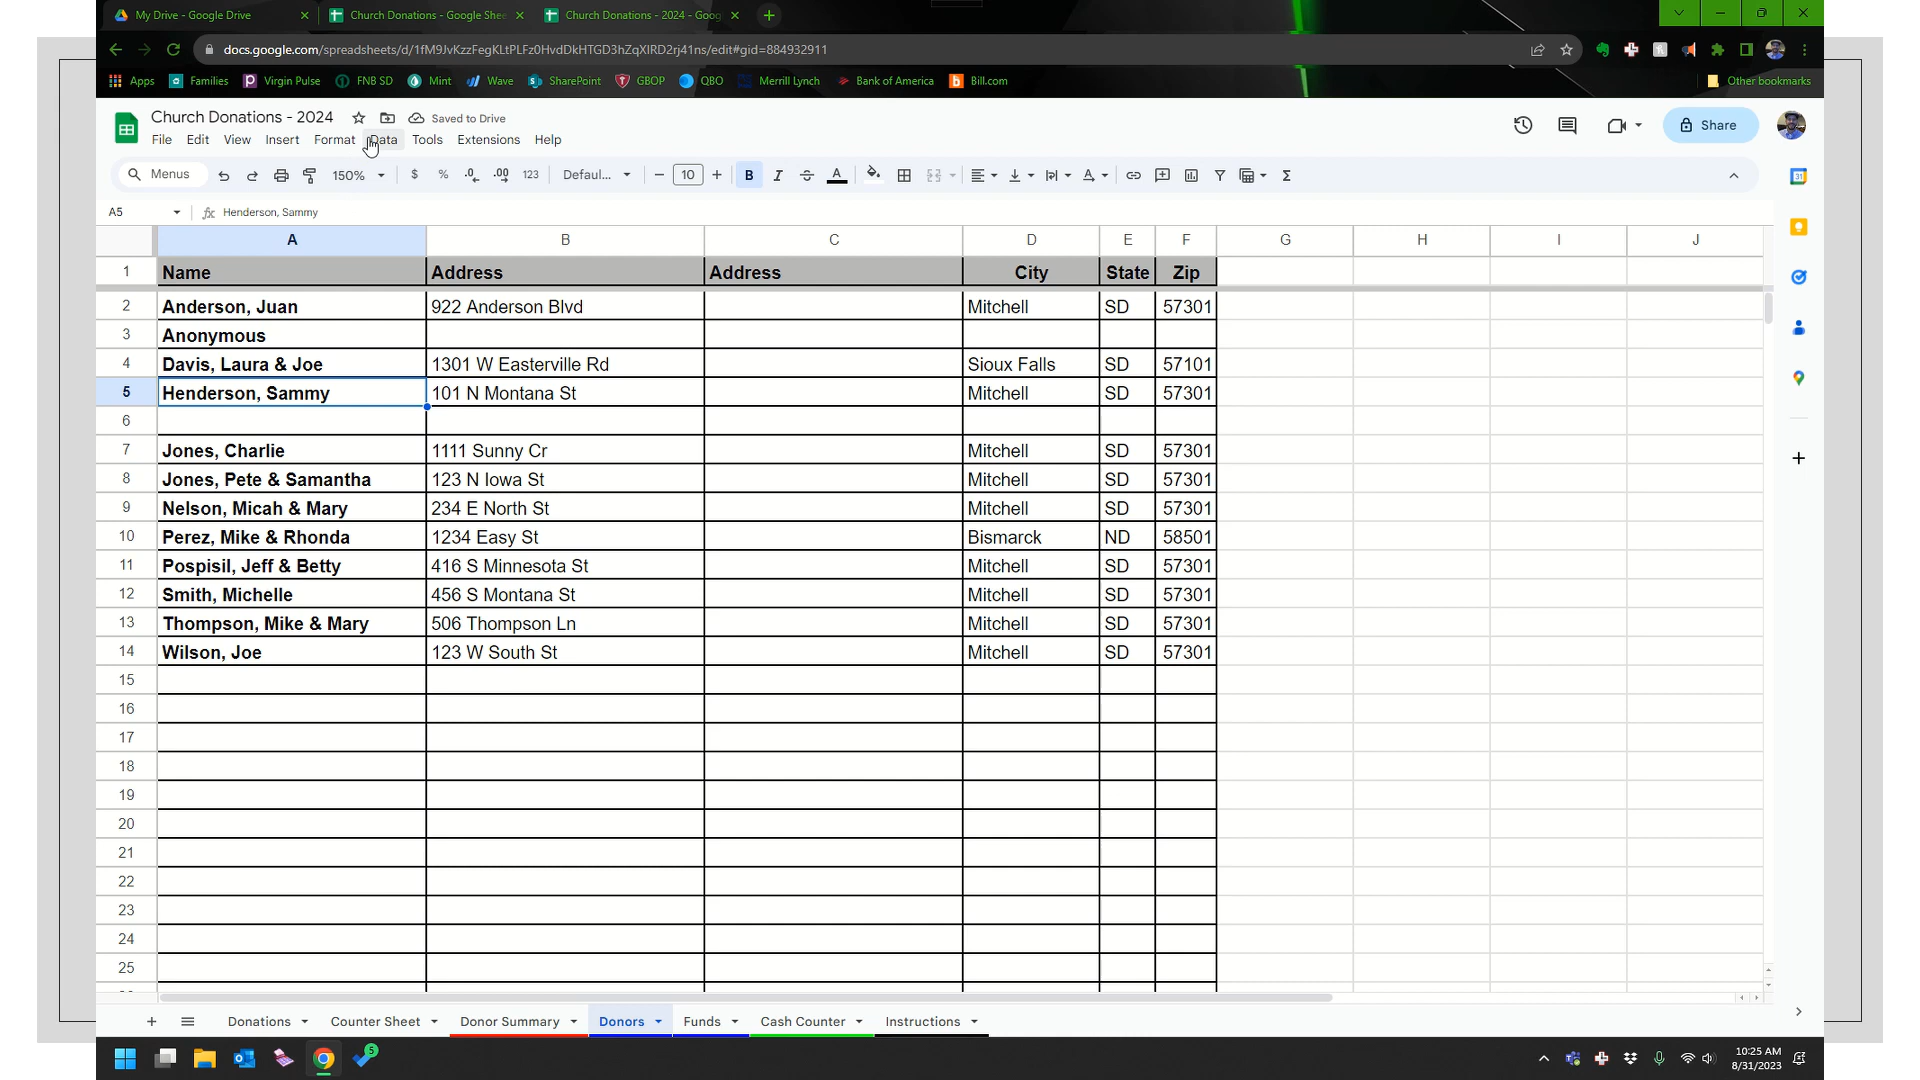 My Drive - Google Drive
Church Donations - Google Shee
Church Donations - 2024 - Goog
docs.google.com/spreadsheets/d/1fM9JvKzzFegKLtPLFz0HvdDkHTGD3hZqXIRD2rj41ns/edit#gid=884932911
Apps Families Virgin Pulse FNB SD Mint Wave SharePoint GBOP QBO Merrill Lynch Bank of America Bill.com Other bookmarks
Church Donations - 2024 Saved to Drive
File Edit View Insert Format Data Tools Extensions Help
Share
Menus 150% $ % .0 .00 123 Defaul... 10 B I A
A5 fx Henderson, Sammy
A B C D E F G H I J
1 Name Address Address City State Zip
2 Anderson, Juan 922 Anderson Blvd Mitchell SD 57301
3 Anonymous
4 Davis, Laura & Joe 1301 W Easterville Rd Sioux Falls SD 57101
5 Henderson, Sammy 101 N Montana St Mitchell SD 57301
6
7 Jones, Charlie 1111 Sunny Cr Mitchell SD 57301
8 Jones, Pete & Samantha 123 N Iowa St Mitchell SD 57301
9 Nelson, Micah & Mary 234 E North St Mitchell SD 57301
10 Perez, Mike & Rhonda 1234 Easy St Bismarck ND 58501
11 Pospisil, Jeff & Betty 416 S Minnesota St Mitchell SD 57301
12 Smith, Michelle 456 S Montana St Mitchell SD 57301
13 Thompson, Mike & Mary 506 Thompson Ln Mitchell SD 57301
14 Wilson, Joe 123 W South St Mitchell SD 57301
15
16
17
18
19
20
21
22
23
24
25
Donations Counter Sheet Donor Summary Donors Funds Cash Counter Instructions
5
10:25 AM
8/31/2023